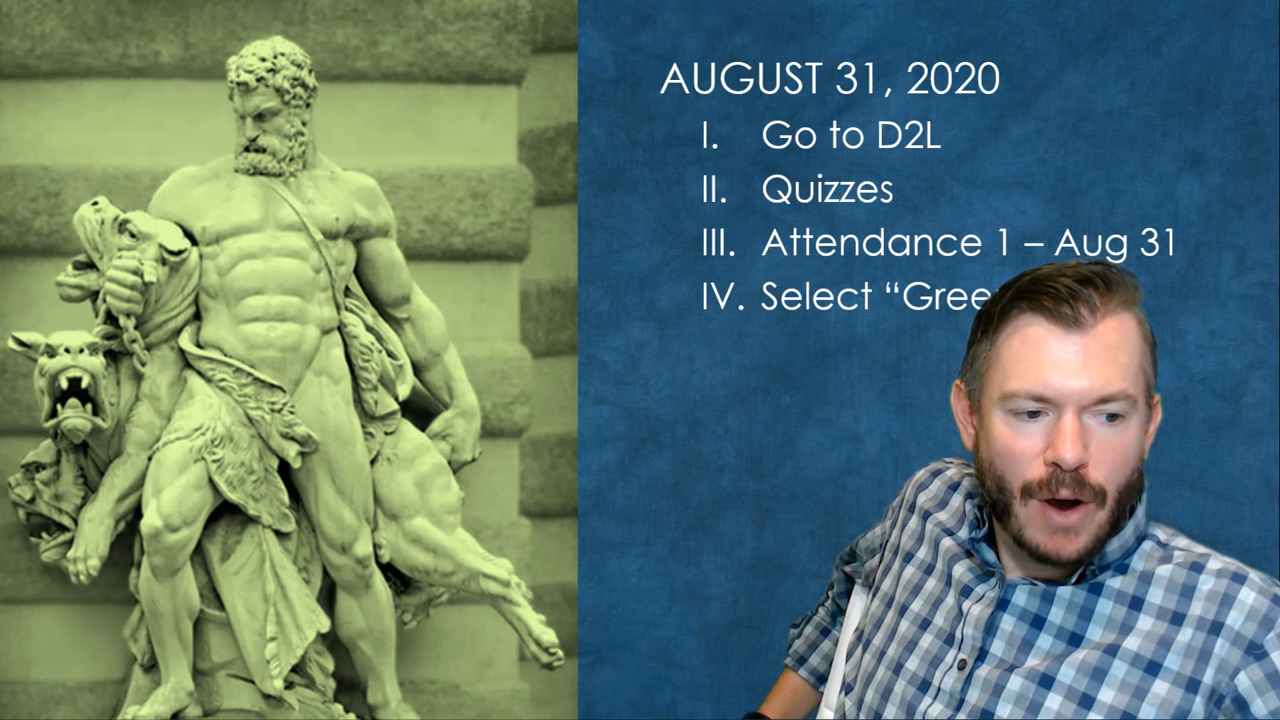 AUGUST 31, 2020
I. Go to D2L
II. Quizzes
III. Attendance 1 – Aug 31
IV. Select